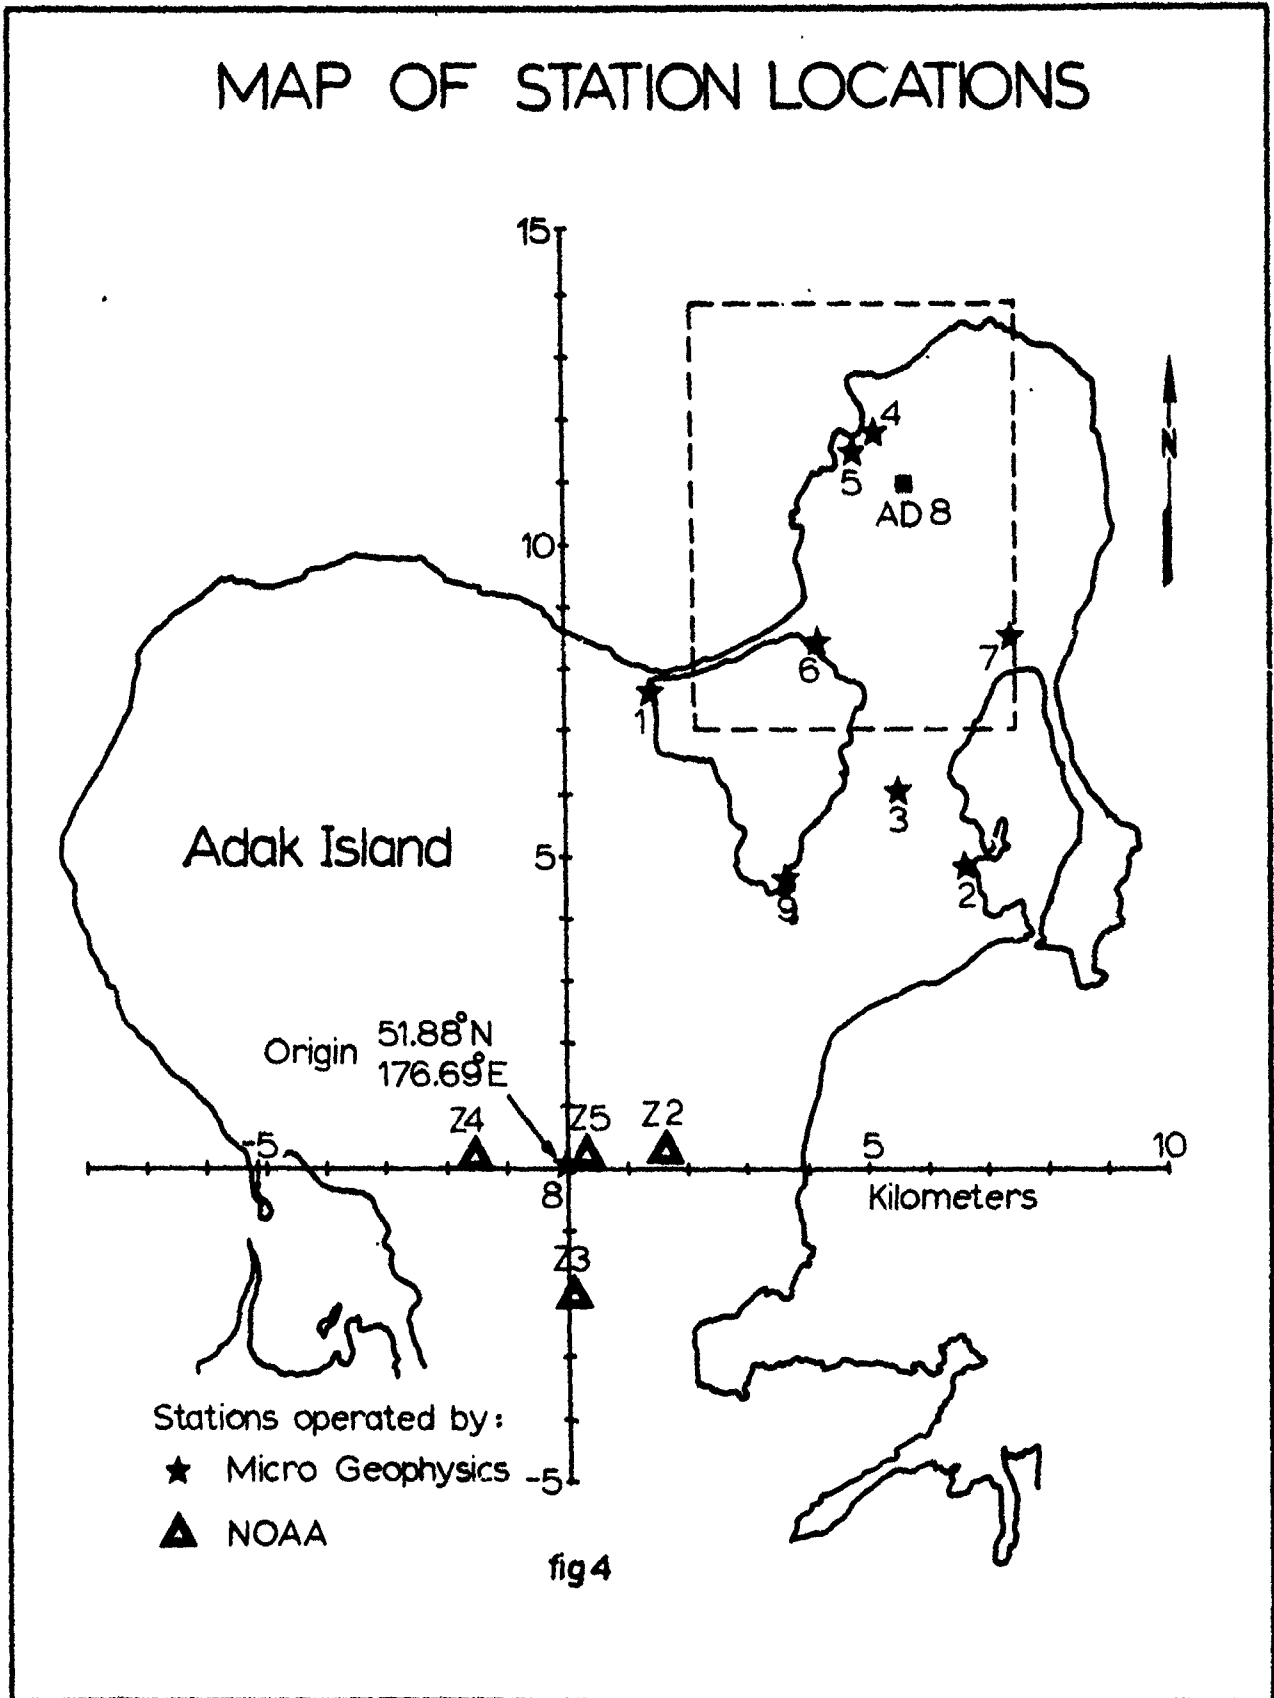 MAP OF STATION LOCATIONS
15
4
N
5
AD 8
10
6
7
1
3
Adak Island
5
2
9
Origin 51.88°N
176.69°E
Z4
Z5
Z2
-5
5
10
8
Kilometers
Z3
Stations operated by:
Micro Geophysics
-5
NOAA
fig 4